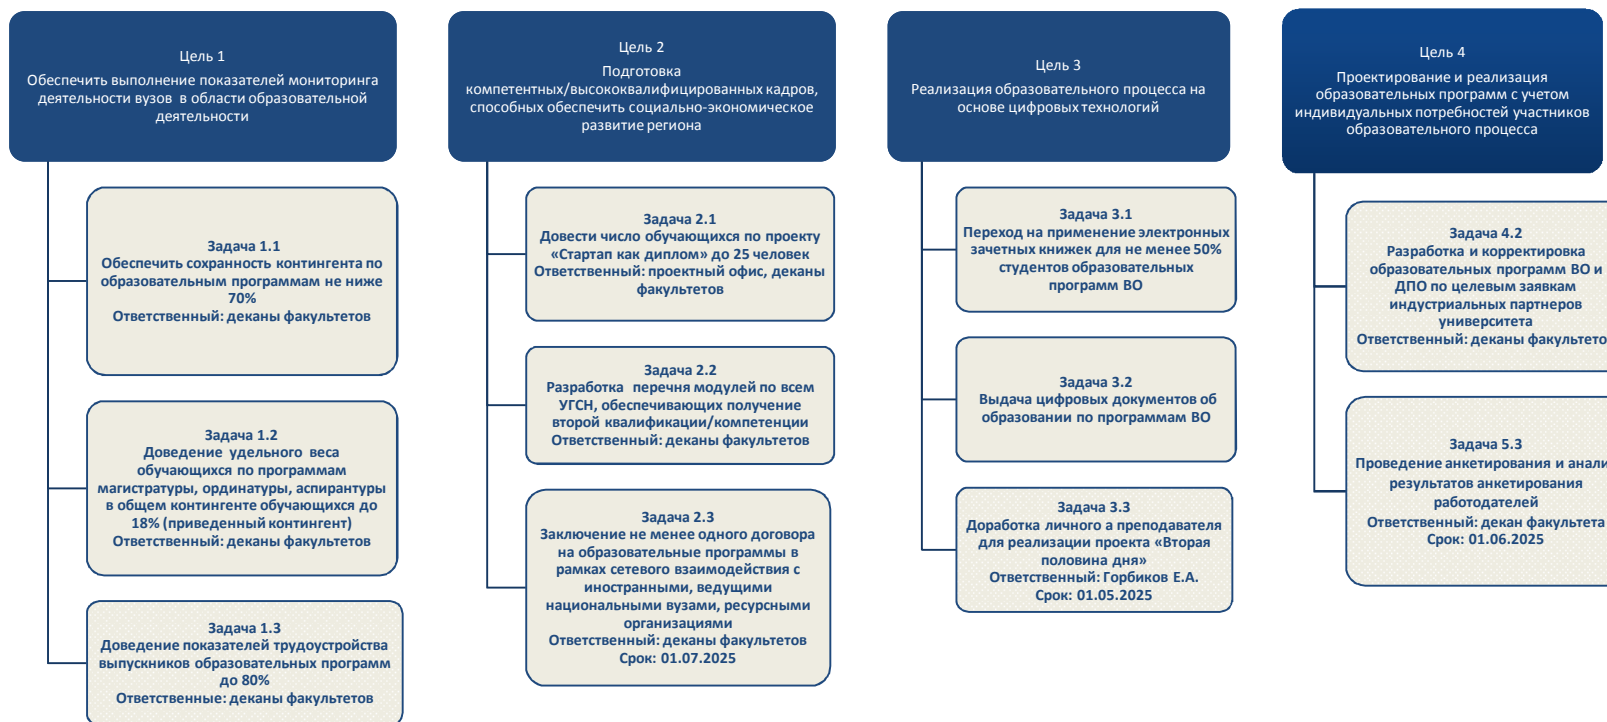 Цель 1
Обеспечить выполнение показателей мониторинга
деятельности вузов в области образовательной
деятельности
Задача 1.1
Обеспечить сохранность контингента по
образовательным программам не ниже
70%
Ответственный: деканы факультетов
Задача 1.2
Доведение удельного веса
обучающихся по программам
магистратуры, ординатуры, аспирантуры
в общем контингенте обучающихся до
18% (приведенный контингент)
Ответственный: деканы факультетов
Задача 1.3
Доведение показателей трудоустройства
выпускников образовательных программ
до 80%
Ответственные: деканы факультетов
Цель 2
Подготовка
компетентных/высококвалифицированных кадров,
способных обеспечить социально-экономическое
развитие региона
Задача 2.1
Довести число обучающихся по проекту
«Стартап как диплом» до 25 человек
Ответственный: проектный офис, деканы
факультетов
Задача 2.2
Разработка перечня модулей по всем
УГСН, обеспечивающих получение
второй квалификации/компетенции
Ответственный: деканы факультетов
Задача 2.3
Заключение не менее одного договора
на образовательные программы в
рамках сетевого взаимодействия с
иностранными, ведущими
национальными вузами, ресурсными
организациями
Ответственный: деканы факультетов
Срок: 01.07.2025
Цель 3
Реализация образовательного процесса на
основе цифровых технологий
Задача 3.1
Переход на применение электронных
зачетных книжек для не менее 50%
студентов образовательных
программ ВО
Задача 3.2
Выдача цифровых документов об
образовании по программам ВО
Задача 3.3
Доработка личного а преподавателя
для реализации проекта «Вторая
половина дня»
Ответственный: Горбиков Е.А.
Срок: 01.05.2025
Цель 4
Проектирование и реализация
образовательных программ с учетом
индивидуальных потребностей участников
образовательного процесса
Задача 4.2
Разработка и корректировка
образовательных программ ВО и
ДПО по целевым заявкам
индустриальных партнеров
университета
Ответственный: деканы факультето
Задача 5.3
Проведение анкетирования и анали
результатов анкетирования
работодателей
Ответственный: декан факультета
Срок: 01.06.2025